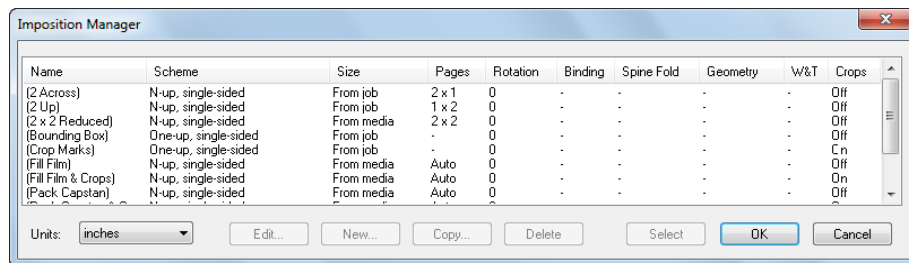 Imposition Manager
Name Scheme Size Pages Rotation Binding Spine Fold Geometry W&T Crops
(2 Across) N-up, single-sided From job 2 x 1 0 - - - - Off
(2 Up) N-up, single-sided From job 1 x 2 0 - - - - Off
(2 x 2 Reduced) N-up, single-sided From media 2 x 2 0 - - - - Off
(Bounding Box) One-up, single-sided From job - 0 - - - - Off
(Crop Marks) One-up, single-sided From job - 0 - - - - Cn
(Fill Film) N-up, single-sided From media Auto 0 - - - - Off
(Fill Film & Crops) N-up, single-sided From media Auto 0 - - - - On
(Pack Capstan) N-up, single-sided From media Auto 0 - - - - Off
Units: inches Edit... New... Copy... Delete Select OK Cancel